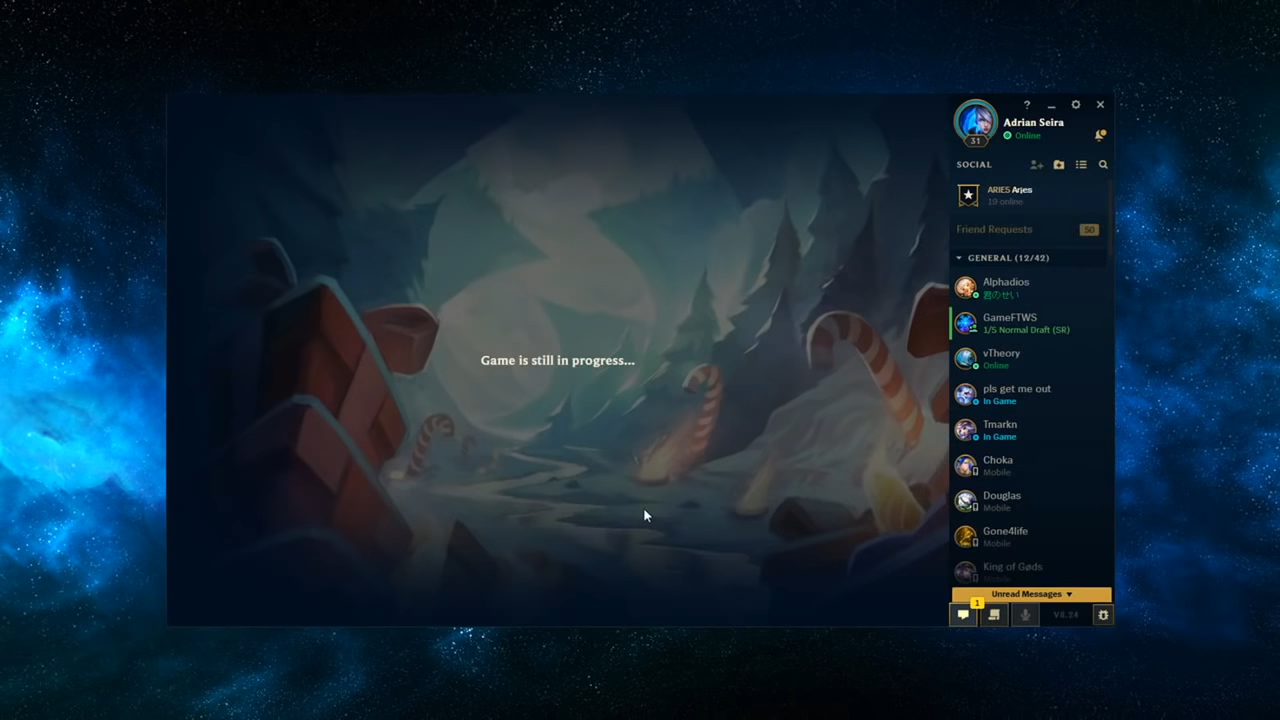 ?
Adrian Seira
31
Online
SOCIAL
ARIES Aries
19 online
Friend Requests
50
GENERAL (12/42)
Alphadios
君のせい
GameFTWS
1/5 Normal Draft (SR)
vTheory
Online
pls get me out
In Game
Tmarkn
In Game
Choka
Mobile
Douglas
Mobile
Gone4life
Mobile
King of Gøds
Mobile
Game is still in progress...
Unread Messages
1
V8.24